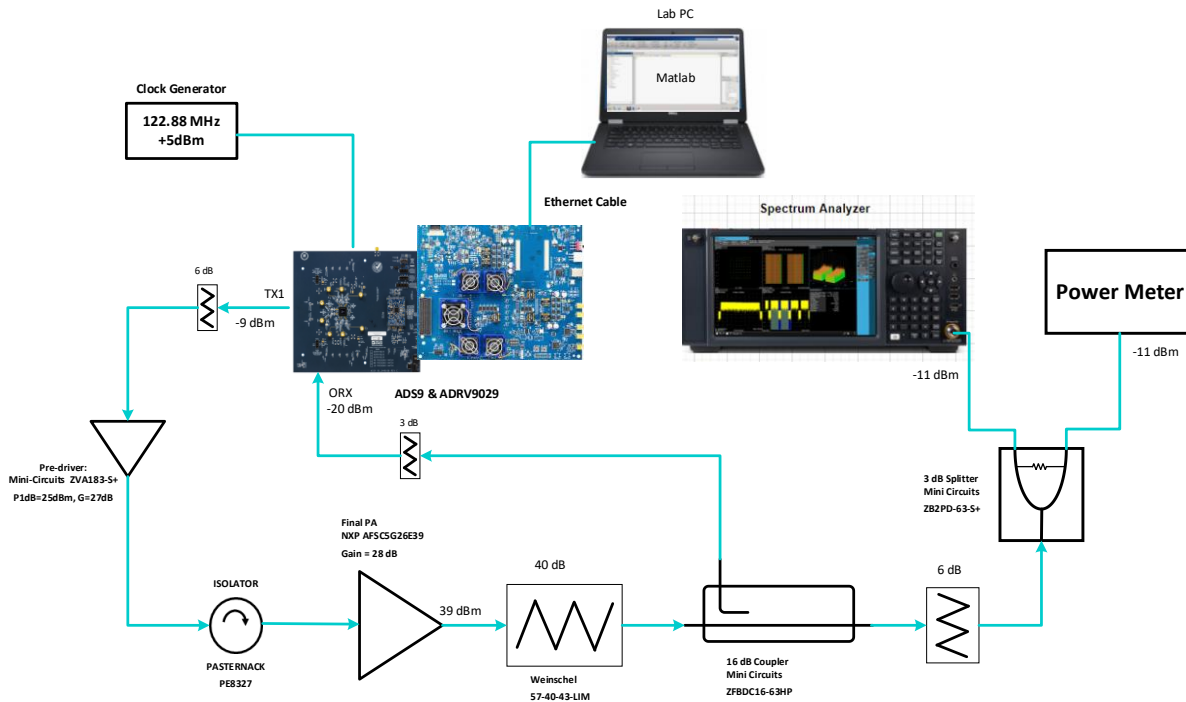 Lab PC
Matlab
Clock Generator
122.88 MHz
+5dBm
Ethernet Cable
Spectrum Analyzer
Power Meter
6 dB
TX1
-9 dBm
-11 dBm
-11 dBm
ADS9 & ADRV9029
ORX
-20 dBm
3 dB
Pre-driver:
Mini-Circuits ZVA183-S+
P1dB=25dBm, G=27dB
3 dB Splitter
Mini Circuits
ZB2PD-63-S+
Final PA
NXP AFSC5G26E39
Gain = 28 dB
40 dB
6 dB
ISOLATOR
39 dBm
PASTERNACK
PE8327
Weinschel
57-40-43-LIM
16 dB Coupler
Mini Circuits
ZFBDC16-63HP